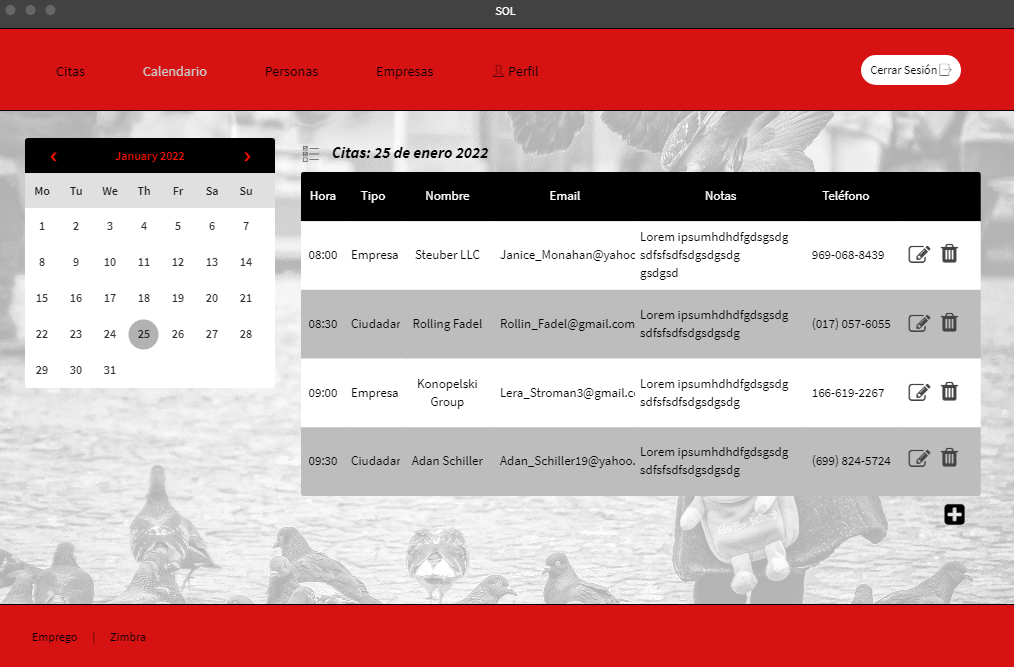 SOL
Citas Calendario Personas Empresas Perfil Cerrar Sesión
January 2022
Mo Tu We Th Fr Sa Su
1 2 3 4 5 6 7
8 9 10 11 12 13 14
15 16 17 18 19 20 21
22 23 24 25 26 27 28
29 30 31
Citas: 25 de enero 2022
Hora Tipo Nombre Email Notas Teléfono
08:00 Empresa Steuber LLC Janice_Monahan@yahoo Lorem ipsumhdhdfgdsgsdg
sdfsfsdfsdgsdgsdg
gsdgsd
969-068-8439
08:30 Ciudadar Rolling Fadel Rollin_Fadel@gmail.com Lorem ipsumhdhdfgdsgsdg
sdfsfsdfsdgsdgsdg
(017) 057-6055
09:00 Empresa Konopelski
Group
Lera_Stroman3@gmail.co Lorem ipsumhdhdfgdsgsdg
sdfsfsdfsdgsdgsdg
166-619-2267
09:30 Ciudadar Adan Schiller Adan_Schiller19@yahoo. Lorem ipsumhdhdfgdsgsdg
sdfsfsdfsdgsdgsdg
(699) 824-5724
Emprego | Zimbra